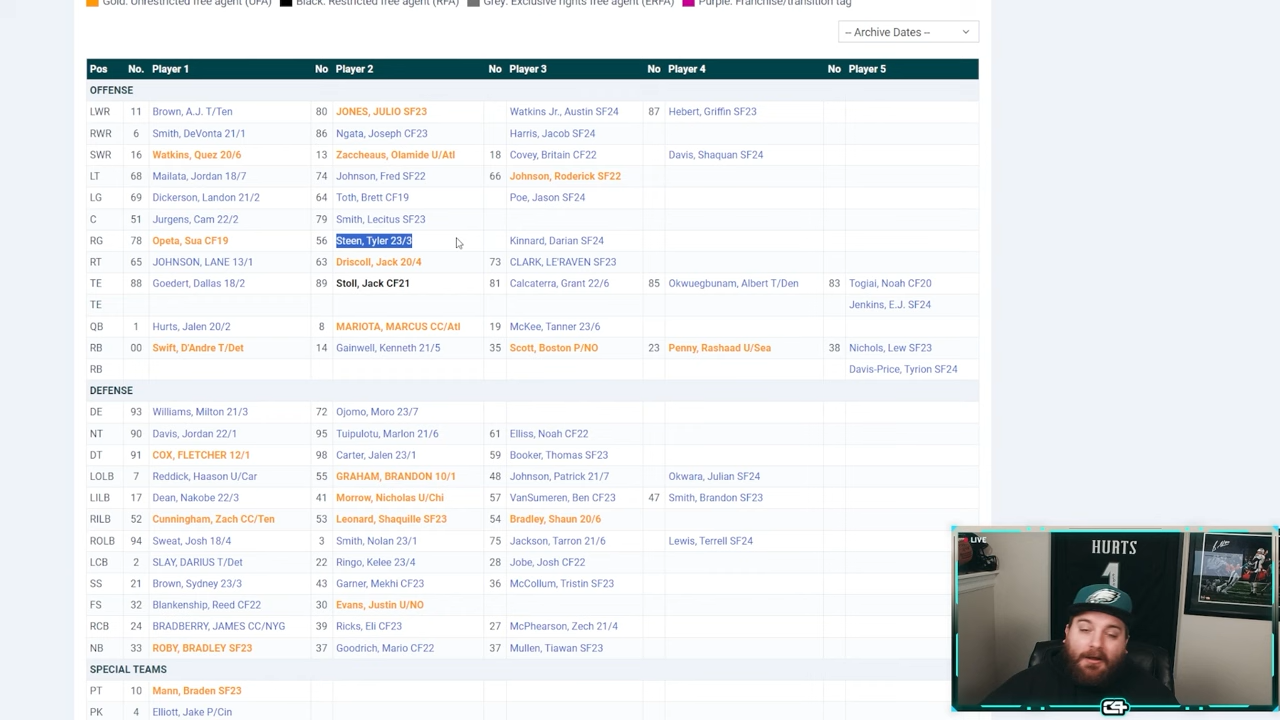 Gold: Unrestricted free agent (UFA) Black: Restricted free agent (RFA) Grey: Exclusive rights free agent (ERFA) Purple: Franchise/transition tag
-- Archive Dates --
Pos No. Player 1 No Player 2 No Player 3 No Player 4 No Player 5
OFFENSE
LWR 11 Brown, A.J. T/Ten 80 JONES, JULIO SF23 Watkins Jr., Austin SF24 87 Hebert, Griffin SF23
RWR 6 Smith, DeVonta 21/1 86 Ngata, Joseph CF23 Harris, Jacob SF24
SWR 16 Watkins, Quez 20/6 13 Zaccheaus, Olamide U/Atl 18 Covey, Britain CF22 Davis, Shaquan SF24
LT 68 Mailata, Jordan 18/7 74 Johnson, Fred SF22 66 Johnson, Roderick SF22
LG 69 Dickerson, Landon 21/2 64 Toth, Brett CF19 Poe, Jason SF24
C 51 Jurgens, Cam 22/2 79 Smith, Lecitus SF23
RG 78 Opeta, Sua CF19 56 Steen, Tyler 23/3 Kinnard, Darian SF24
RT 65 JOHNSON, LANE 13/1 63 Driscoll, Jack 20/4 73 CLARK, LE'RAVEN SF23
TE 88 Goedert, Dallas 18/2 89 Stoll, Jack CF21 81 Calcaterra, Grant 22/6 85 Okwuegbunam, Albert T/Den 83 Togiai, Noah CF20
TE Jenkins, E.J. SF24
QB 1 Hurts, Jalen 20/2 8 MARIOTA, MARCUS CC/Atl 19 McKee, Tanner 23/6
RB 00 Swift, D'Andre T/Det 14 Gainwell, Kenneth 21/5 35 Scott, Boston P/NO 23 Penny, Rashaad U/Sea 38 Nichols, Lew SF23
RB Davis-Price, Tyrion SF24
DEFENSE
DE 93 Williams, Milton 21/3 72 Ojomo, Moro 23/7
NT 90 Davis, Jordan 22/1 95 Tuipulotu, Marlon 21/6 61 Elliss, Noah CF22
DT 91 COX, FLETCHER 12/1 98 Carter, Jalen 23/1 59 Booker, Thomas SF23
LOLB 7 Reddick, Haason U/Car 55 GRAHAM, BRANDON 10/1 48 Johnson, Patrick 21/7 Okwara, Julian SF24
LILB 17 Dean, Nakobe 22/3 41 Morrow, Nicholas U/Chi 57 VanSumeren, Ben CF23 47 Smith, Brandon SF23
RILB 52 Cunningham, Zach CC/Ten 53 Leonard, Shaquille SF23 54 Bradley, Shaun 20/6
ROLB 94 Sweat, Josh 18/4 3 Smith, Nolan 23/1 75 Jackson, Tarron 21/6 Lewis, Terrell SF24
LCB 2 SLAY, DARIUS T/Det 22 Ringo, Kelee 23/4 28 Jobe, Josh CF22
SS 21 Brown, Sydney 23/3 43 Garner, Mekhi CF23 36 McCollum, Tristin SF23
FS 32 Blankenship, Reed CF22 30 Evans, Justin U/NO
RCB 24 BRADBERRY, JAMES CC/NYG 39 Ricks, Eli CF23 27 McPhearson, Zech 21/4
NB 33 ROBY, BRADLEY SF23 37 Goodrich, Mario CF22 37 Mullen, Tiawan SF23
SPECIAL TEAMS
PT 10 Mann, Braden SF23
PK 4 Elliott, Jake P/Cin
LIVE
HURTS
1